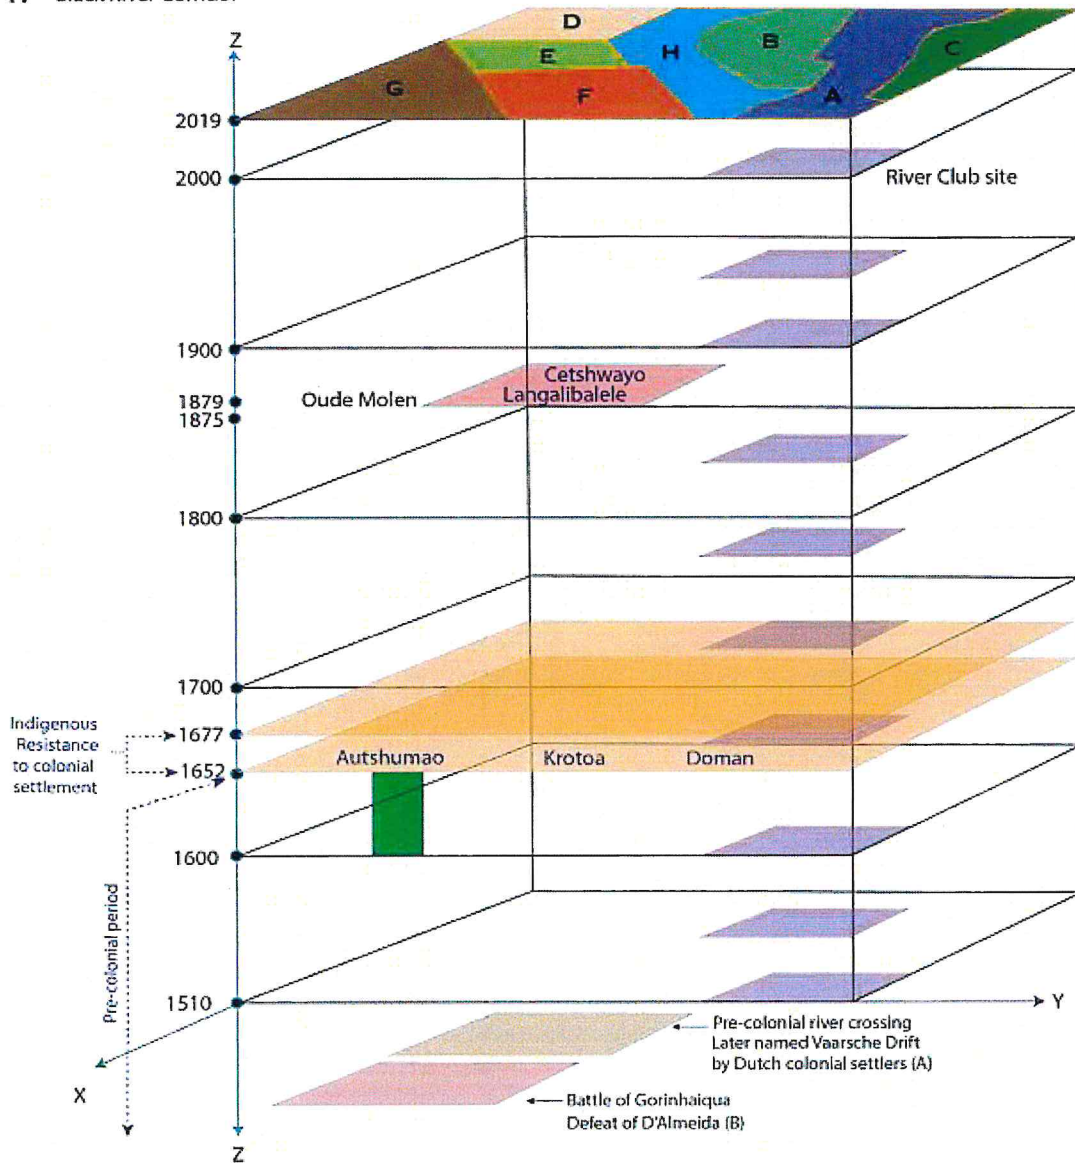 Z
D
E
H
B
C
G
F
A
2019
2000
River Club site
1900
Cetshwayo
1879
Oude Molen
Langalibalele
1875
1800
1700
Indigenous
Resistance
to colonial
settlement
1677
1652
Autshumao
Krotoa
Doman
1600
Pre-colonial period
1510
Y
X
Pre-colonial river crossing
Later named Vaarsche Drift
by Dutch colonial settlers (A)
Battle of Gorinhaiqua
Defeat of D'Almeida (B)
Z